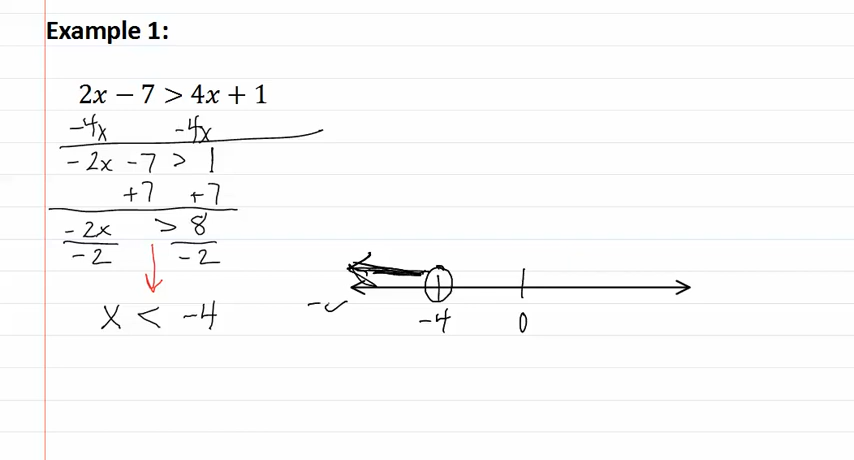 Example 1:
2x − 7 > 4x + 1
−4x −4x
−2x −7 > 1
+7 +7
−2x > 8
−2 −2
x < −4
−4 0